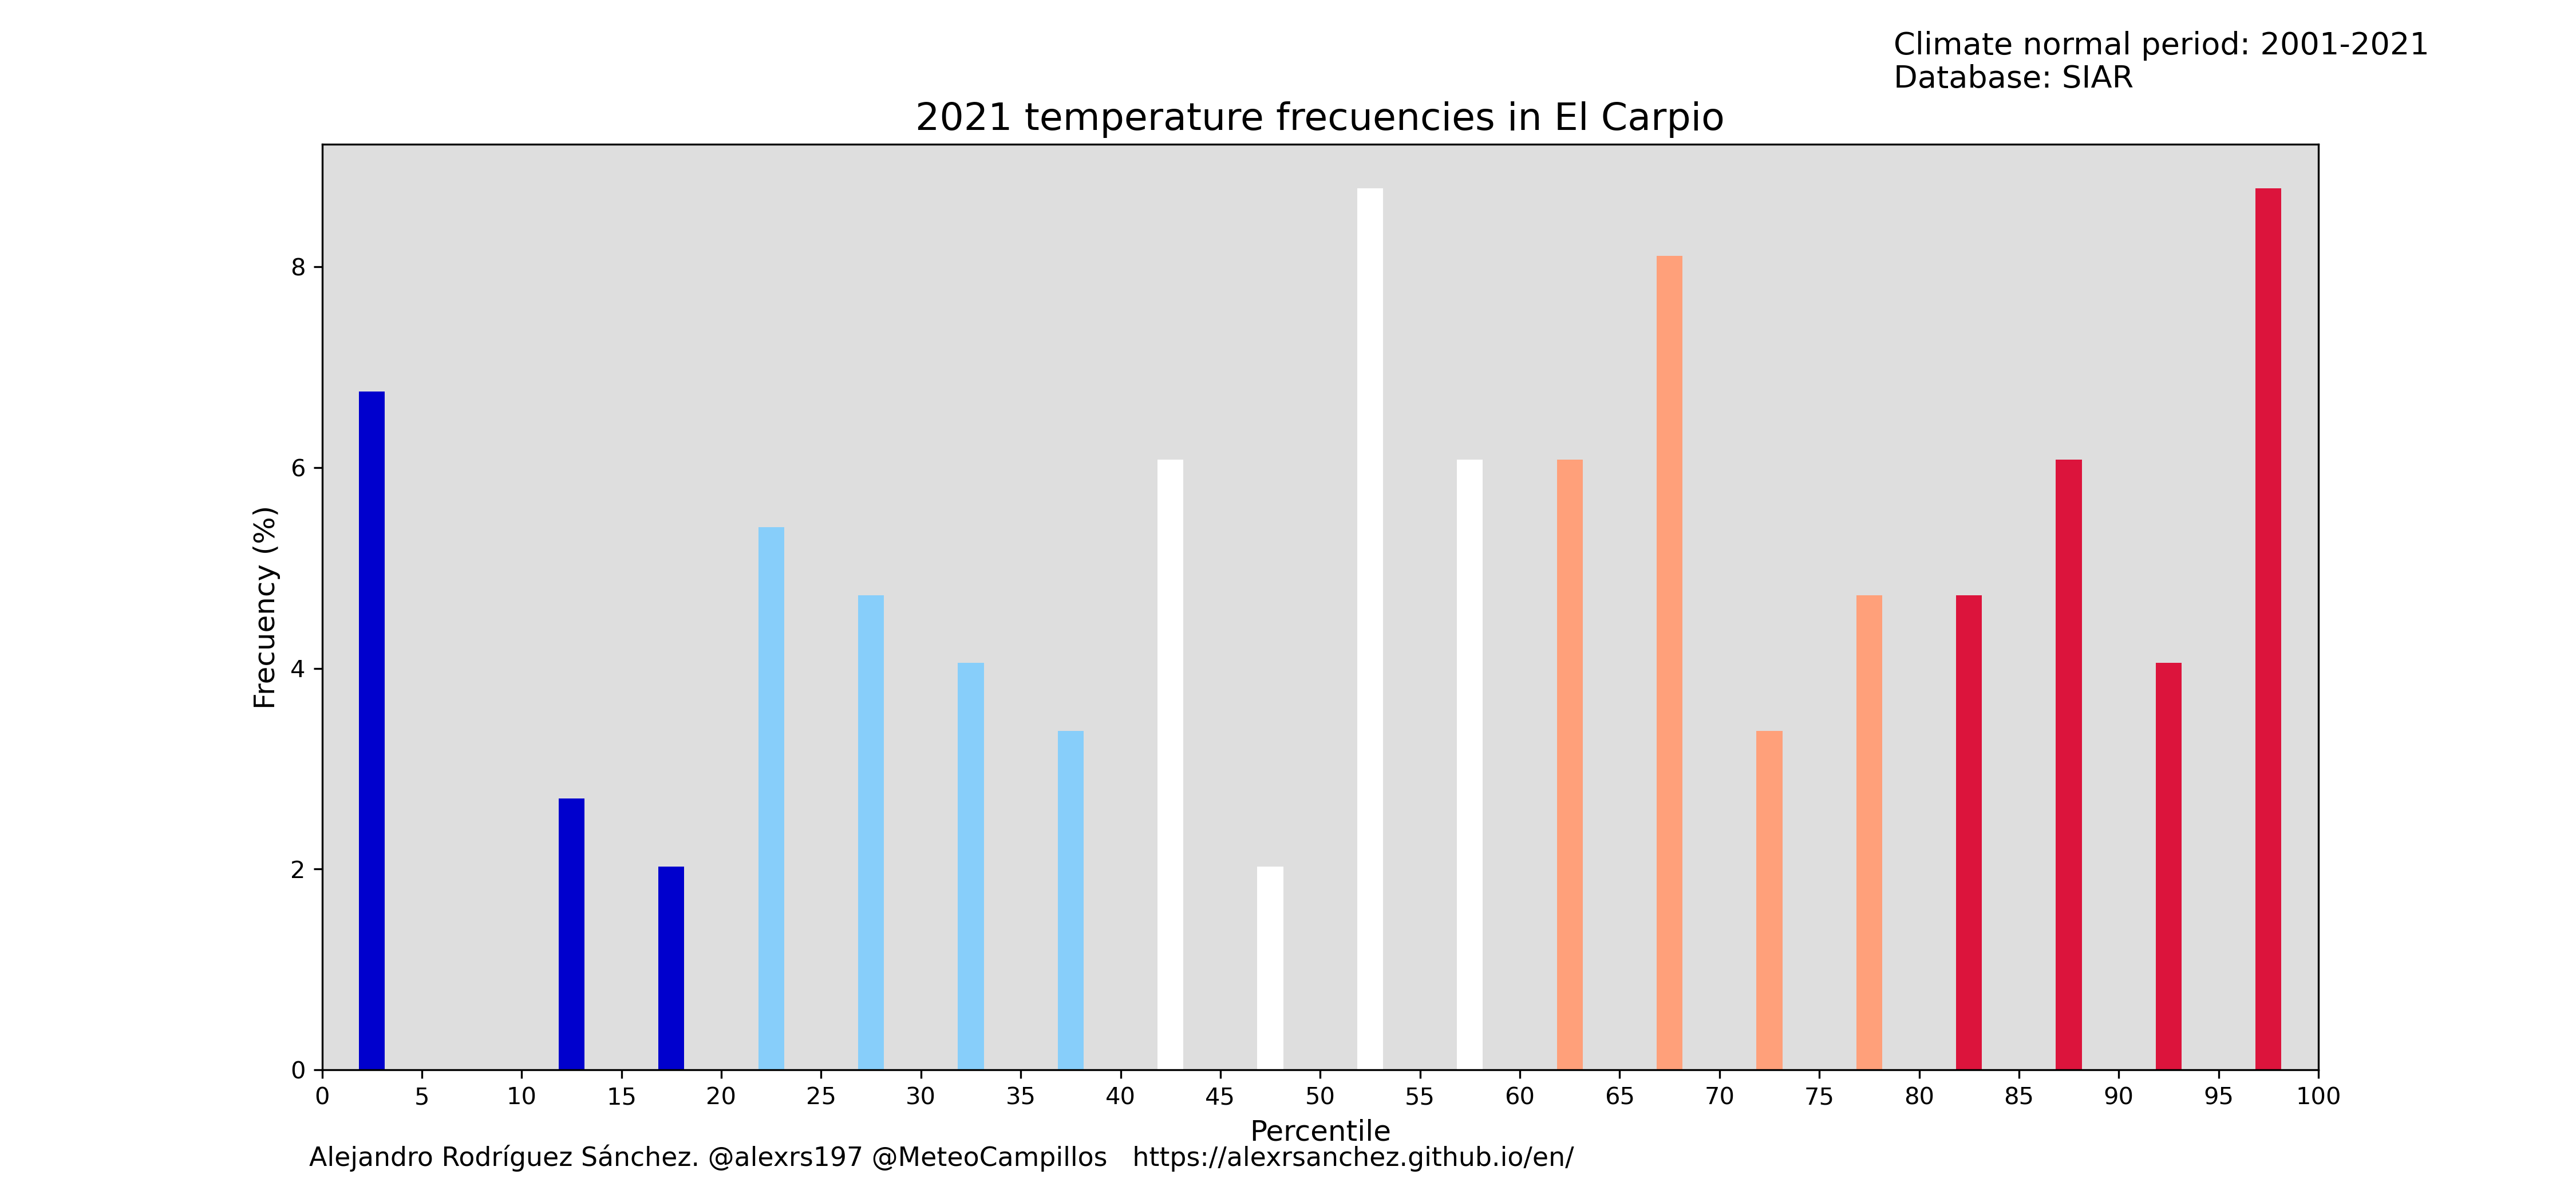 Climate normal period: 2001-2021
Database: SIAR
2021 temperature frecuencies in El Carpio
8
6
4
2
0
Frecuency (%)
0 5 10 15 20 25 30 35 40 45 50 55 60 65 70 75 80 85 90 95 100
Percentile
Alejandro Rodríguez Sánchez. @alexrs197 @MeteoCampillos https://alexrsanchez.github.io/en/